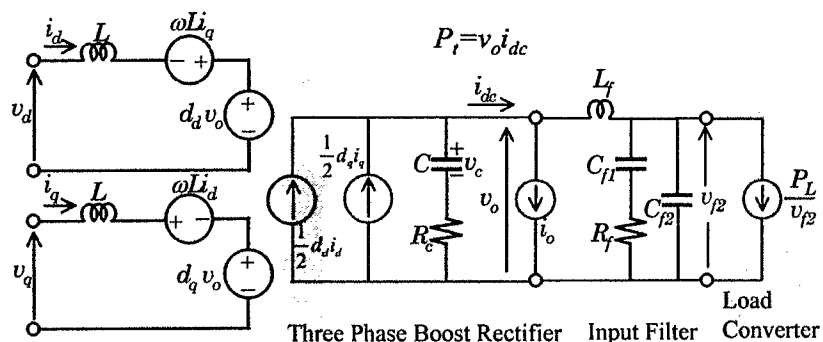 i_d
L
ωLi_q
− +
v_d
d_d v_o
+
−
i_q
L
ωLi_d
+ −
v_q
d_q v_o
+
−
P_t=v_o i_dc
i_dc
L_f
1/2 d_q i_q
1/2 d_d i_d
C
+
−
v_c
R_c
v_o
i_o
C_f1
R_f
C_f2
v_f2
P_L/v_f2
Three Phase Boost Rectifier
Input Filter
Load
Converter